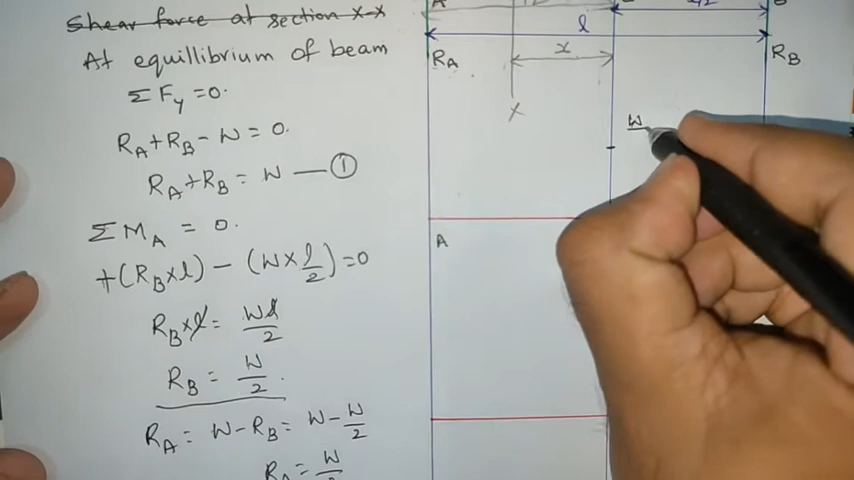 Shear force at section x-x
At equillibrium of beam
ΣFy = 0.
RA + RB - W = 0.
RA + RB = W — ①
ΣMA = 0.
+(RB × l) - (W × l/2) = 0
RB × l = Wl/2
RB = W/2.
RA = W - RB = W - W/2
RA = W/
l
RA
x
RB
X
W
A